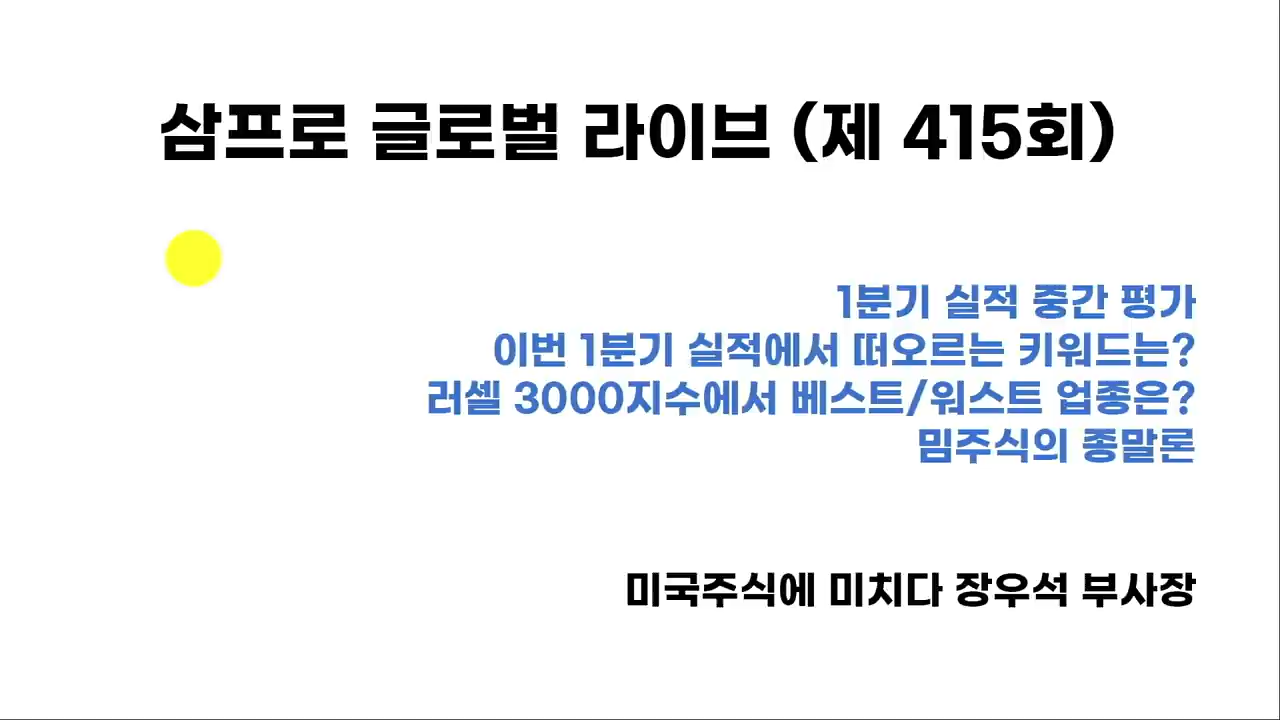 삼프로 글로벌 라이브 (제 415회)
1분기 실적 중간 평가
이번 1분기 실적에서 떠오르는 키워드는?
러셀 3000지수에서 베스트/워스트 업종은?
밈주식의 종말론
미국주식에 미치다 장우석 부사장